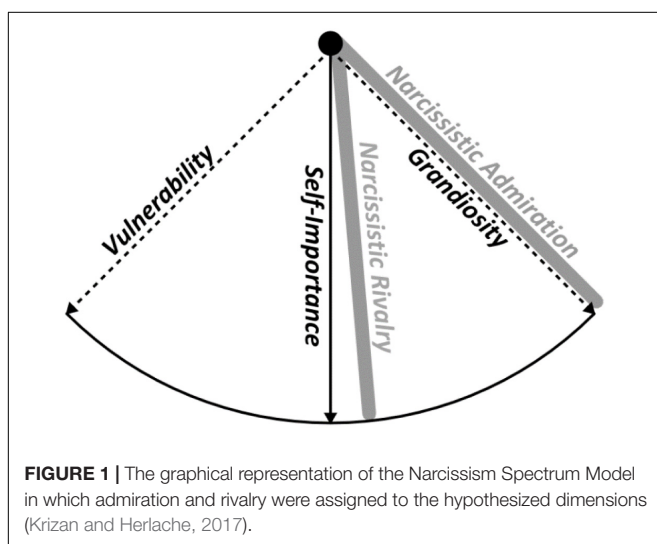 Vulnerability
Self-Importance
Narcissistic Rivalry
Grandiosity
Narcissistic Admiration
FIGURE 1 | The graphical representation of the Narcissism Spectrum Model
in which admiration and rivalry were assigned to the hypothesized dimensions
(Krizan and Herlache, 2017).